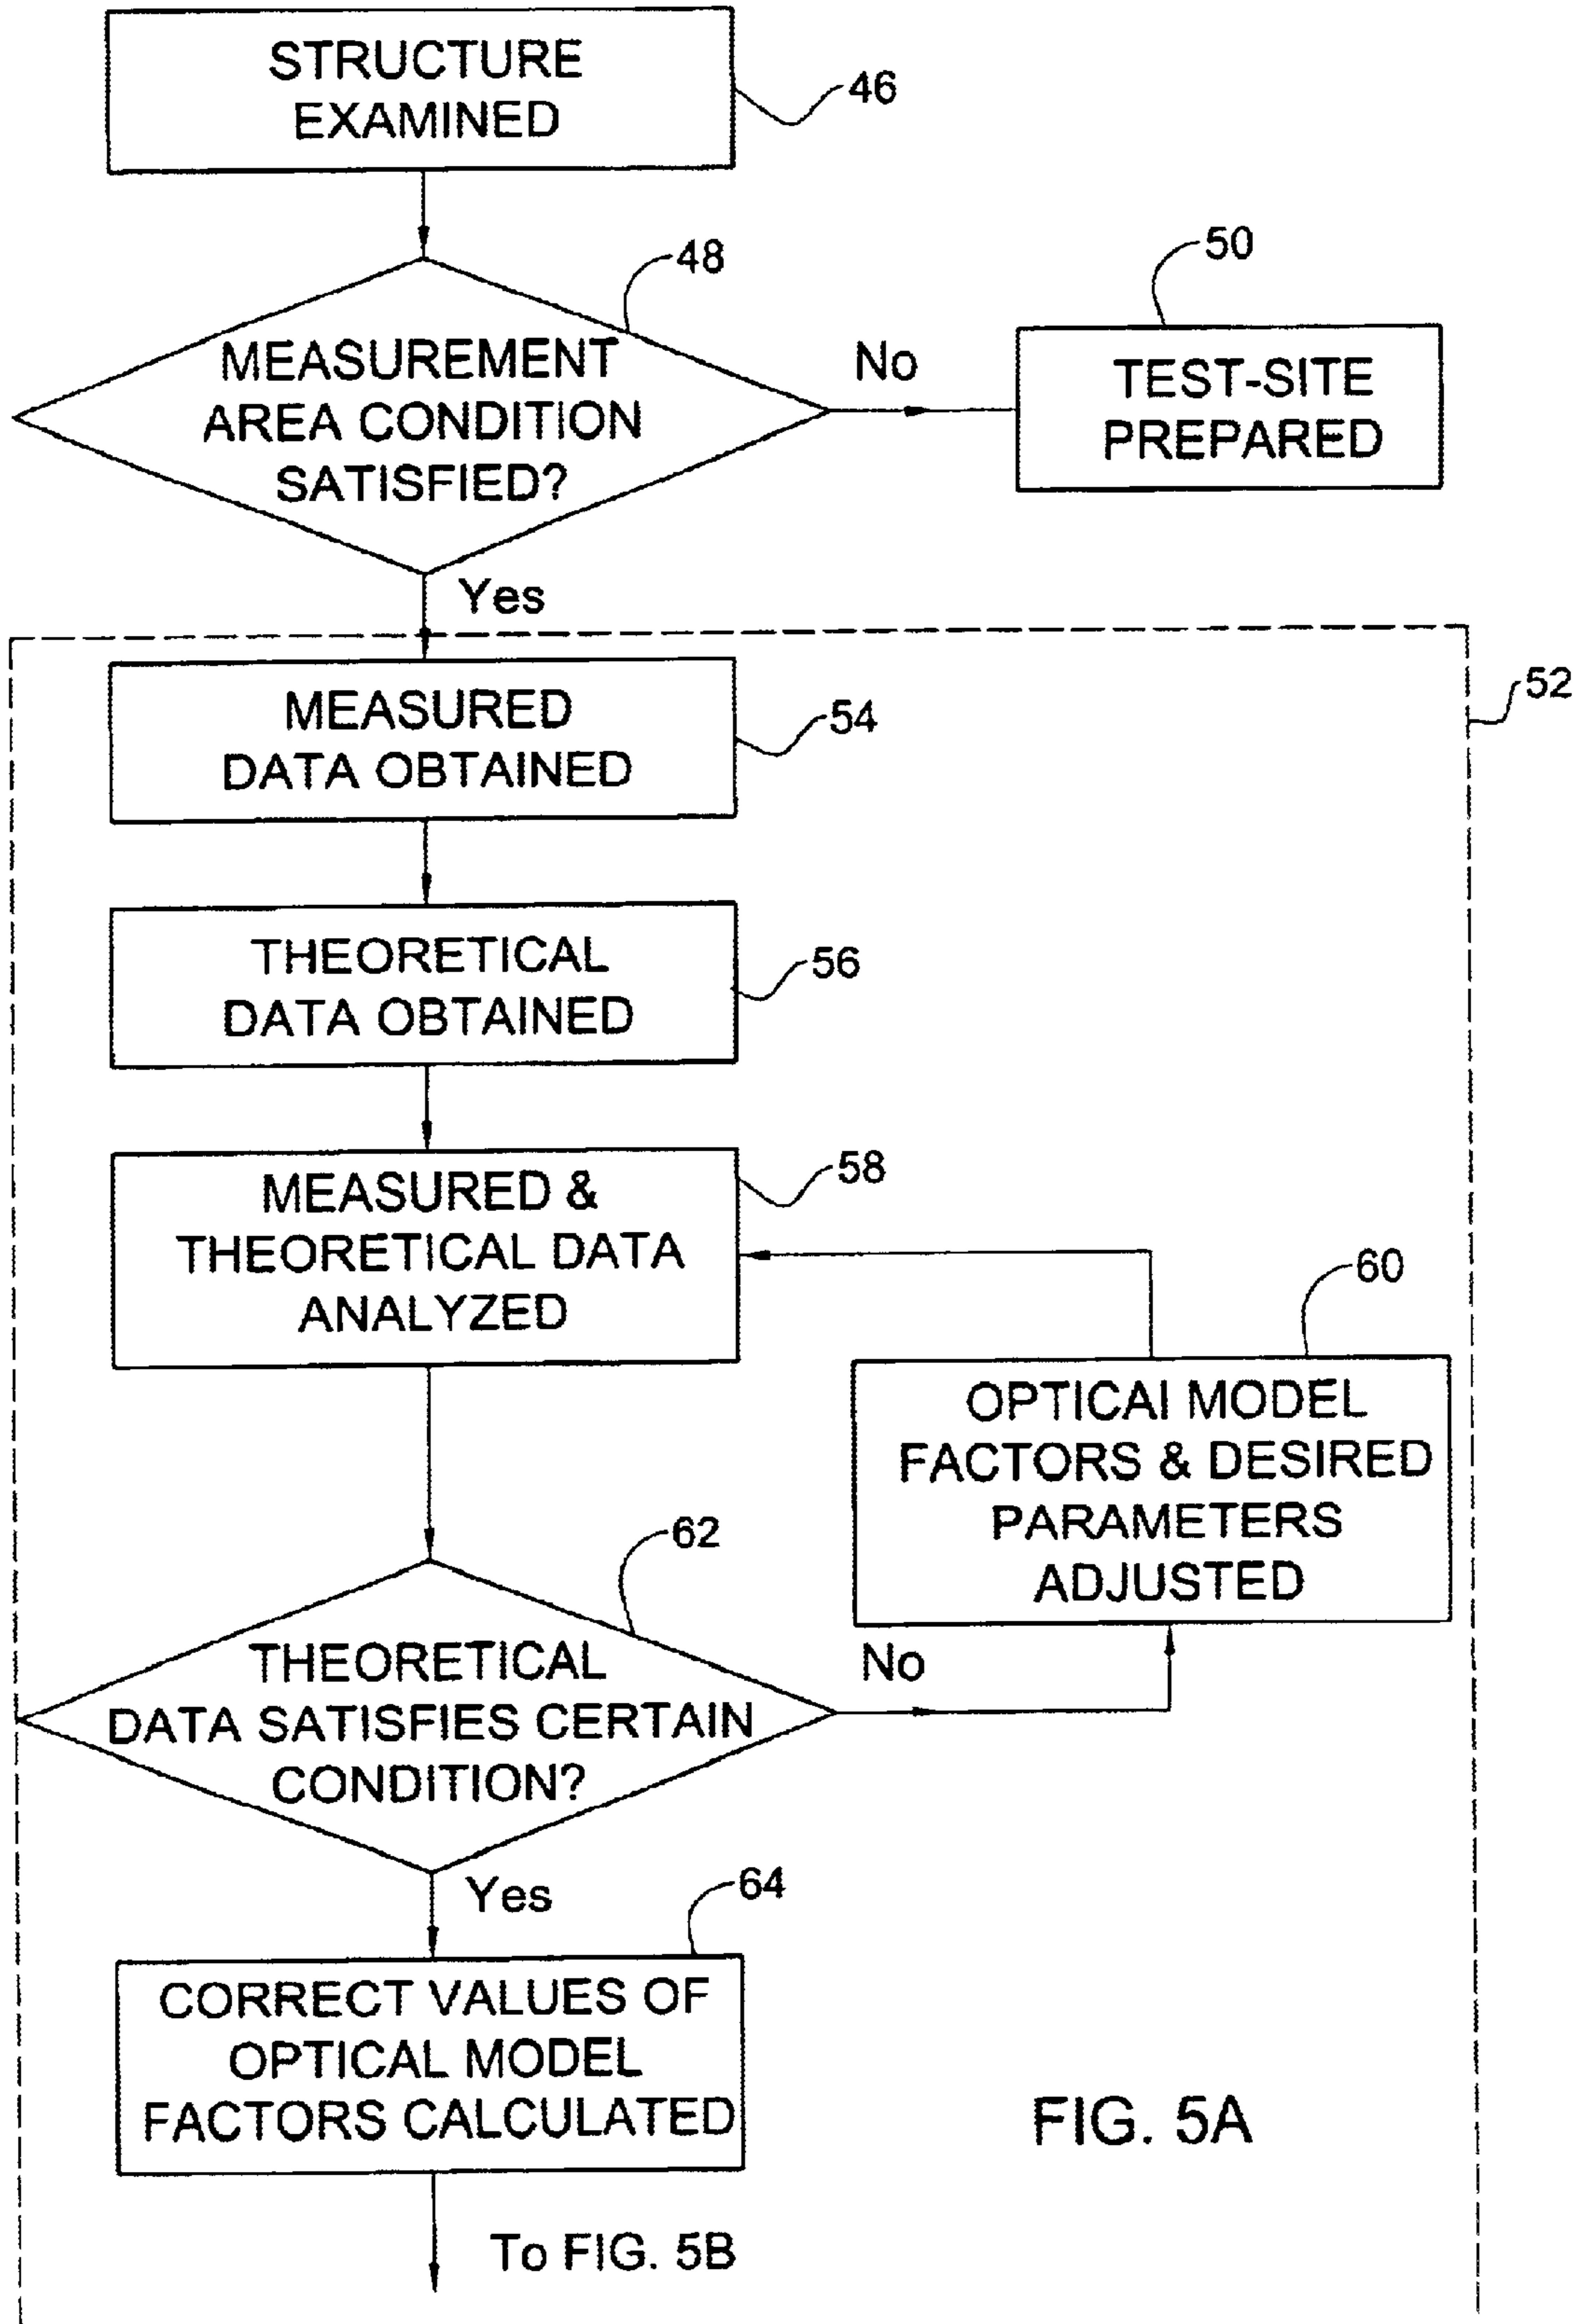 STRUCTURE
EXAMINED
46
48
MEASUREMENT
AREA CONDITION
SATISFIED?
No
50
TEST-SITE
PREPARED
Yes
52
MEASURED
DATA OBTAINED
54
THEORETICAL
DATA OBTAINED
56
MEASURED &
THEORETICAL DATA
ANALYZED
58
60
OPTICAl MODEL
FACTORS & DESIRED
PARAMETERS
ADJUSTED
62
THEORETICAL
DATA SATISFIES CERTAIN
CONDITION?
No
Yes
64
CORRECT VALUES OF
OPTICAL MODEL
FACTORS CALCULATED
FIG. 5A
To FIG. 5B